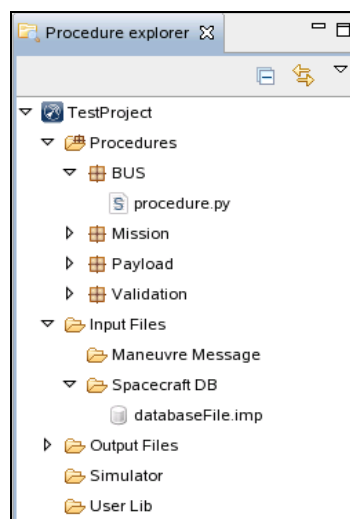 Procedure explorer
TestProject
Procedures
BUS
procedure.py
Mission
Payload
Validation
Input Files
Maneuvre Message
Spacecraft DB
databaseFile.imp
Output Files
Simulator
User Lib